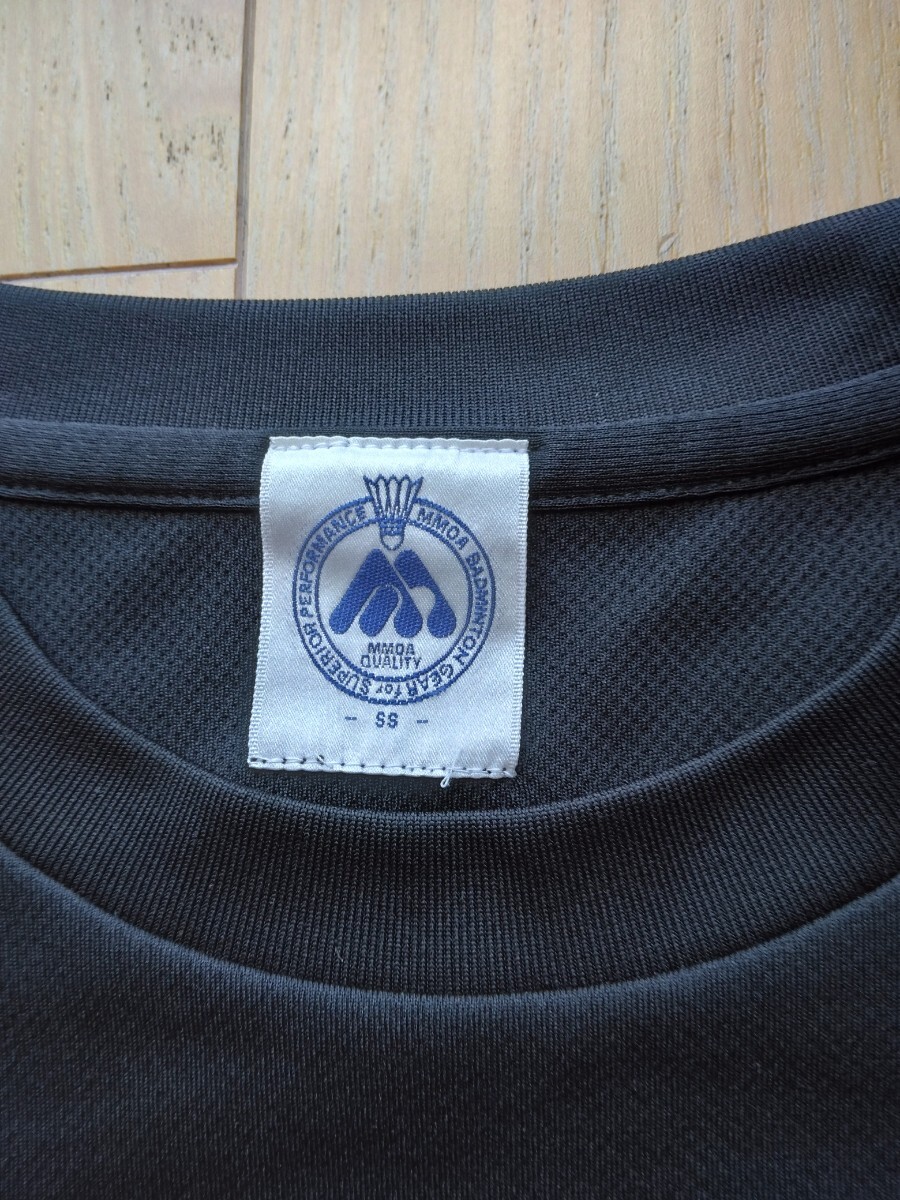 MMOA BADMINTON GEAR for SUPERIOR PERFORMANCE
MMOA
QUALITY
- SS -